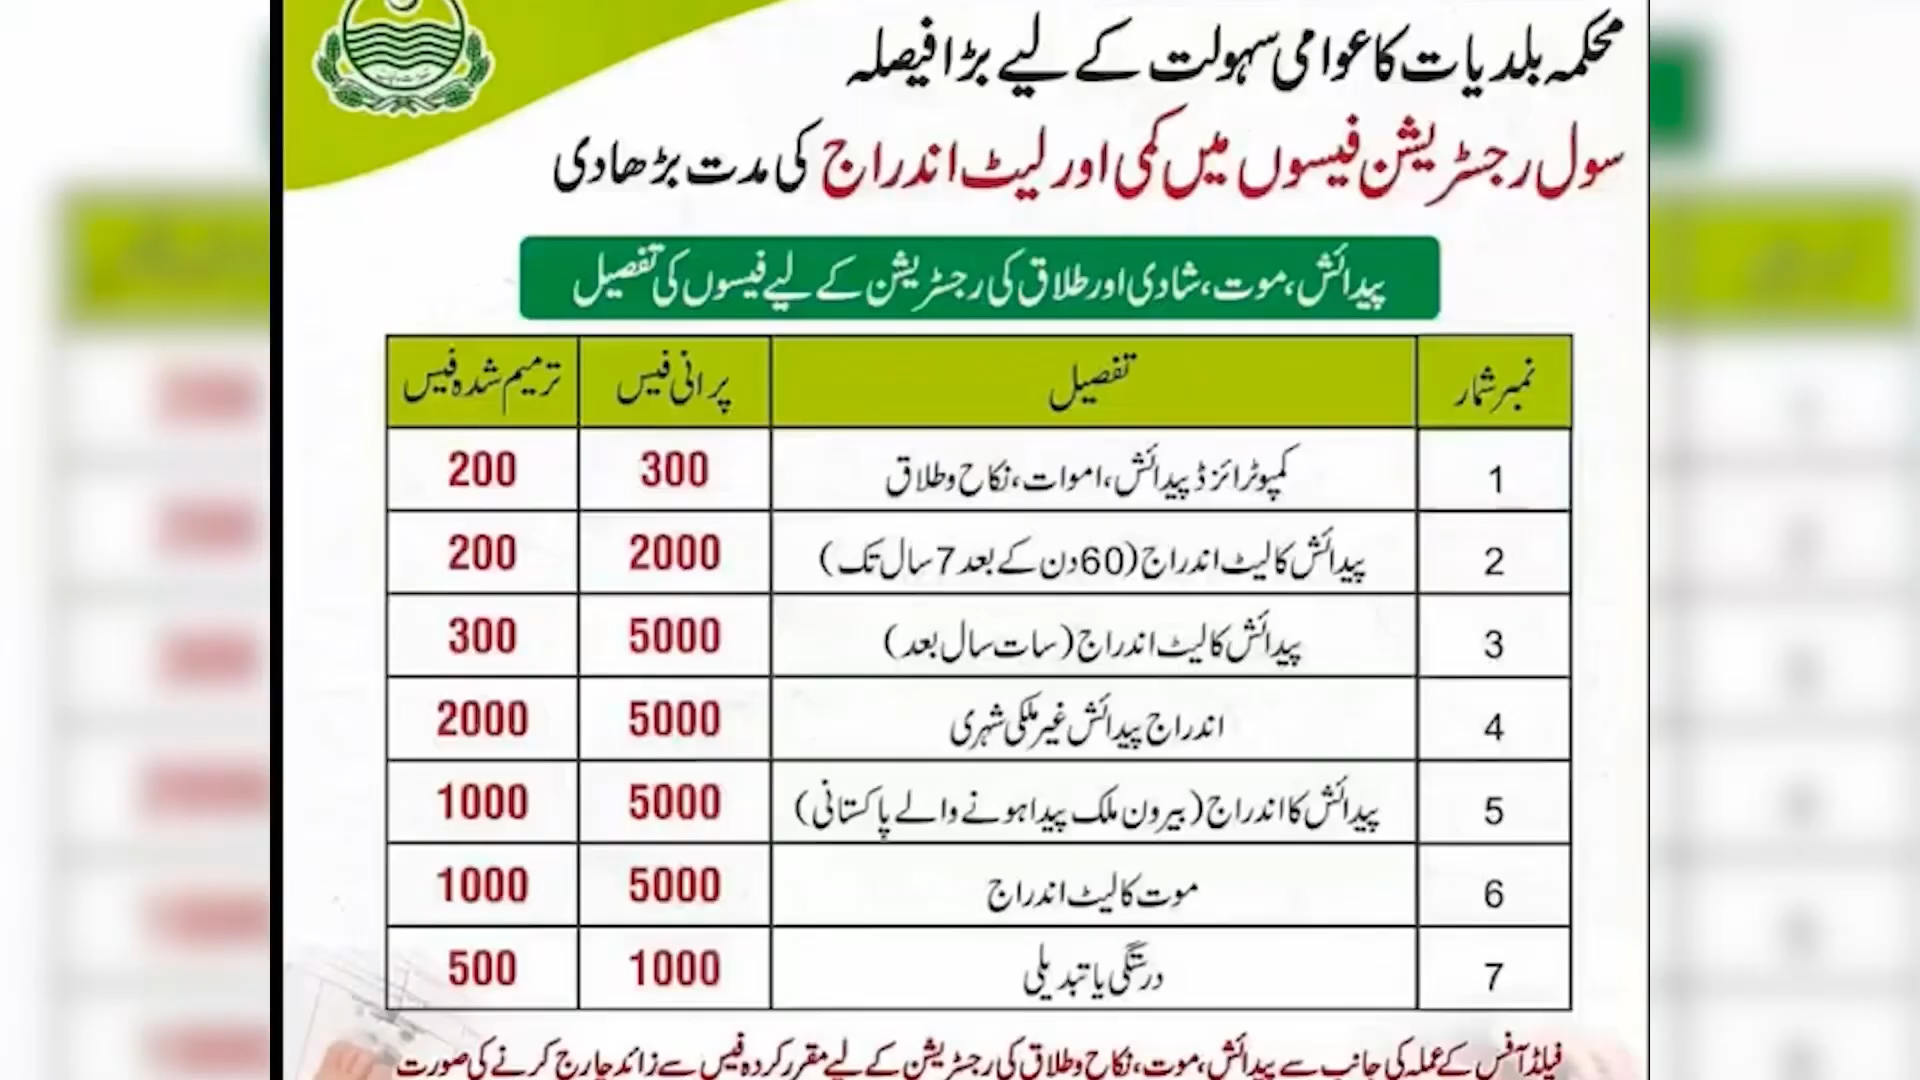 محکمہ بلدیات کا عوامی سہولت کے لیے بڑا فیصلہ
سول رجسٹریشن فیسوں میں کمی اور لیٹ اندراج کی مدت بڑھا دی
پیدائش، موت، شادی اور طلاق کی رجسٹریشن کے لیے فیسوں کی تفصیل
نمبر شمار تفصیل پرانی فیس ترمیم شدہ فیس
1 کمپوٹرائزڈ پیدائش، اموات، نکاح و طلاق 300 200
2 پیدائش کا لیٹ اندراج (60 دن کے بعد 7 سال تک) 2000 200
3 پیدائش کا لیٹ اندراج (سات سال بعد) 5000 300
4 اندراج پیدائش غیر ملکی شہری 5000 2000
5 پیدائش کا اندراج (بیرون ملک پیدا ہونے والے پاکستانی) 5000 1000
6 موت کا لیٹ اندراج 5000 1000
7 درستگی یا تبدیلی 1000 500
فیلڈ آفس کے عملہ کی جانب سے پیدائش، موت، نکاح و طلاق کی رجسٹریشن کے لیے مقرر کردہ فیس سے زائد چارج کرنے کی صورت